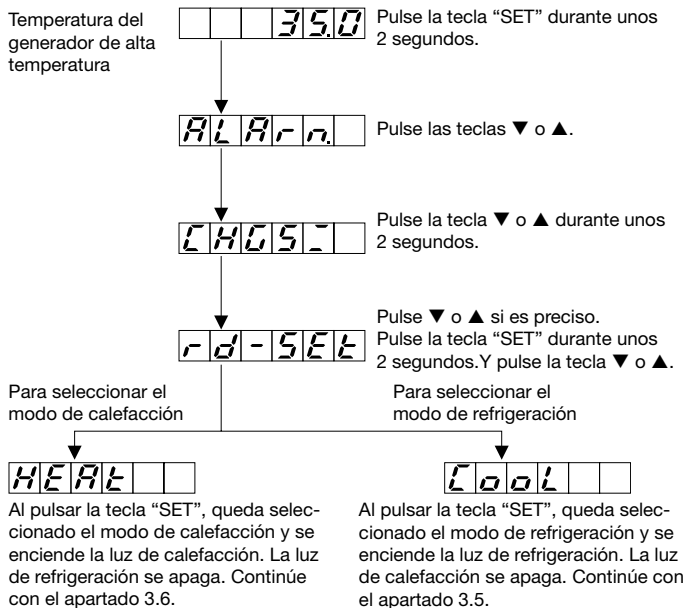 Temperatura del
generador de alta
temperatura
35.0
Pulse la tecla “SET” durante unos
2 segundos.
ALArn.
Pulse las teclas ▼ o ▲.
Pulse la tecla ▼ o ▲ durante unos
2 segundos.
Pulse ▼ o ▲ si es preciso.
rd-SEt
Pulse la tecla “SET” durante unos
2 segundos.Y pulse la tecla ▼ o ▲.
Para seleccionar el
modo de calefacción
Para seleccionar el
modo de refrigeración
HEAt
Al pulsar la tecla “SET”, queda selec-
cionado el modo de calefacción y se
enciende la luz de calefacción. La luz
de refrigeración se apaga. Continúe
con el apartado 3.6.
CooL
Al pulsar la tecla “SET”, queda selec-
cionado el modo de refrigeración y se
enciende la luz de refrigeración. La luz
de calefacción se apaga. Continúe con
el apartado 3.5.